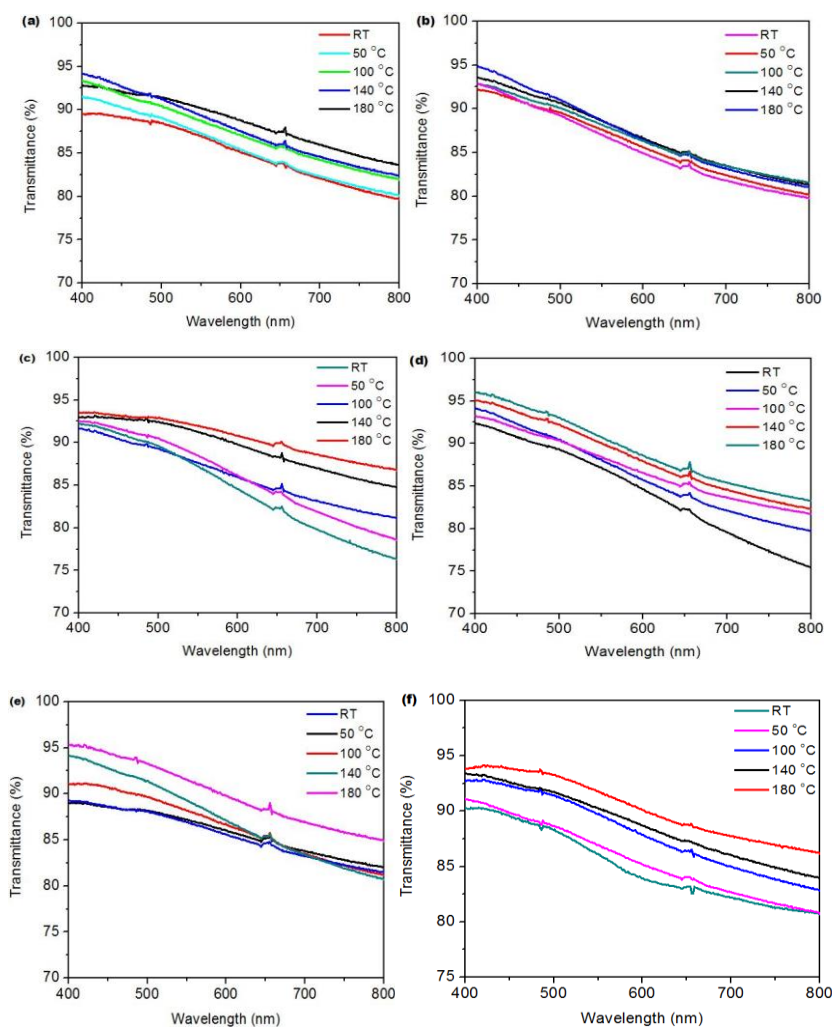 (a)
100
95
90
85
80
75
70
400
500
600
700
800
Transmittance (%)
Wavelength (nm)
RT
50 °C
100 °C
140 °C
180 °C
(b)
100
95
90
85
80
75
70
400
500
600
700
800
Transmittance (%)
Wavelength (nm)
RT
50 °C
100 °C
140 °C
180 °C
(c)
100
95
90
85
80
75
70
400
500
600
700
800
Transmittance (%)
Wavelength (nm)
RT
50 °C
100 °C
140 °C
180 °C
(d)
100
95
90
85
80
75
70
400
500
600
700
800
Transmittance (%)
Wavelength (nm)
RT
50 °C
100 °C
140 °C
180 °C
(e)
100
95
90
85
80
75
70
400
500
600
700
800
Transmittance (%)
Wavelength (nm)
RT
50 °C
100 °C
140 °C
180 °C
(f)
100
95
90
85
80
75
400
500
600
700
800
Transmittance (%)
Wavelength (nm)
RT
50 °C
100 °C
140 °C
180 °C